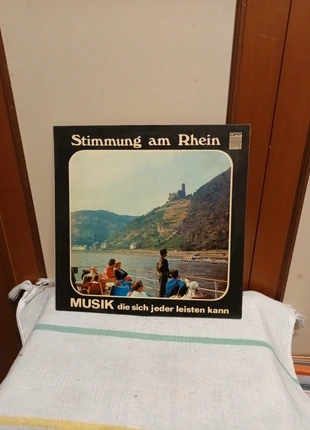 Stimmung am Rhein
MUSIK die sich jeder leisten kann